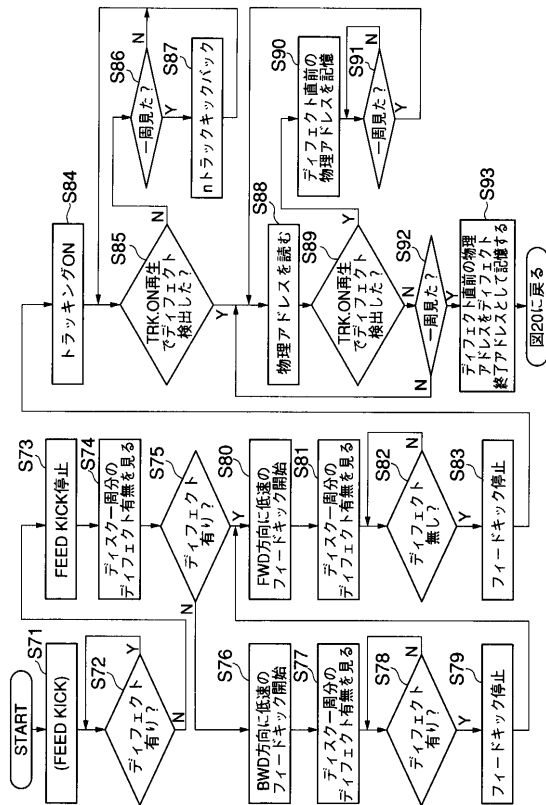 START
S71
(FEED KICK)
S72
ディフェクト
有り?
Y
N
S73
FEED KICK停止
S74
ディスク一周分の
ディフェクト有無を見る
S75
ディフェクト
有り?
N
Y
S76
BWD方向に低速の
フィードキック開始
S77
ディスク一周分の
ディフェクト有無を見る
S78
ディフェクト
有り?
N
Y
S79
フィードキック停止
S80
FWD方向に低速の
フィードキック開始
S81
ディスク一周分の
ディフェクト有無を見る
S82
ディフェクト
無し?
N
Y
S83
フィードキック停止
S84
トラッキングON
S85
TRK.ON再生
でディフェクト
検出した?
N
Y
S86
一周見た?
N
Y
S87
nトラックキックバック
S88
物理アドレスを読む
S89
TRK.ON再生
でディフェクト
検出した?
Y
N
S90
ディフェクト直前の
物理アドレスを記憶
S91
一周見た?
N
Y
S92
一周見た?
N
Y
S93
ディフェクト直前の物理
アドレスをディフェクト
終了アドレスとして記憶する
図20に戻る